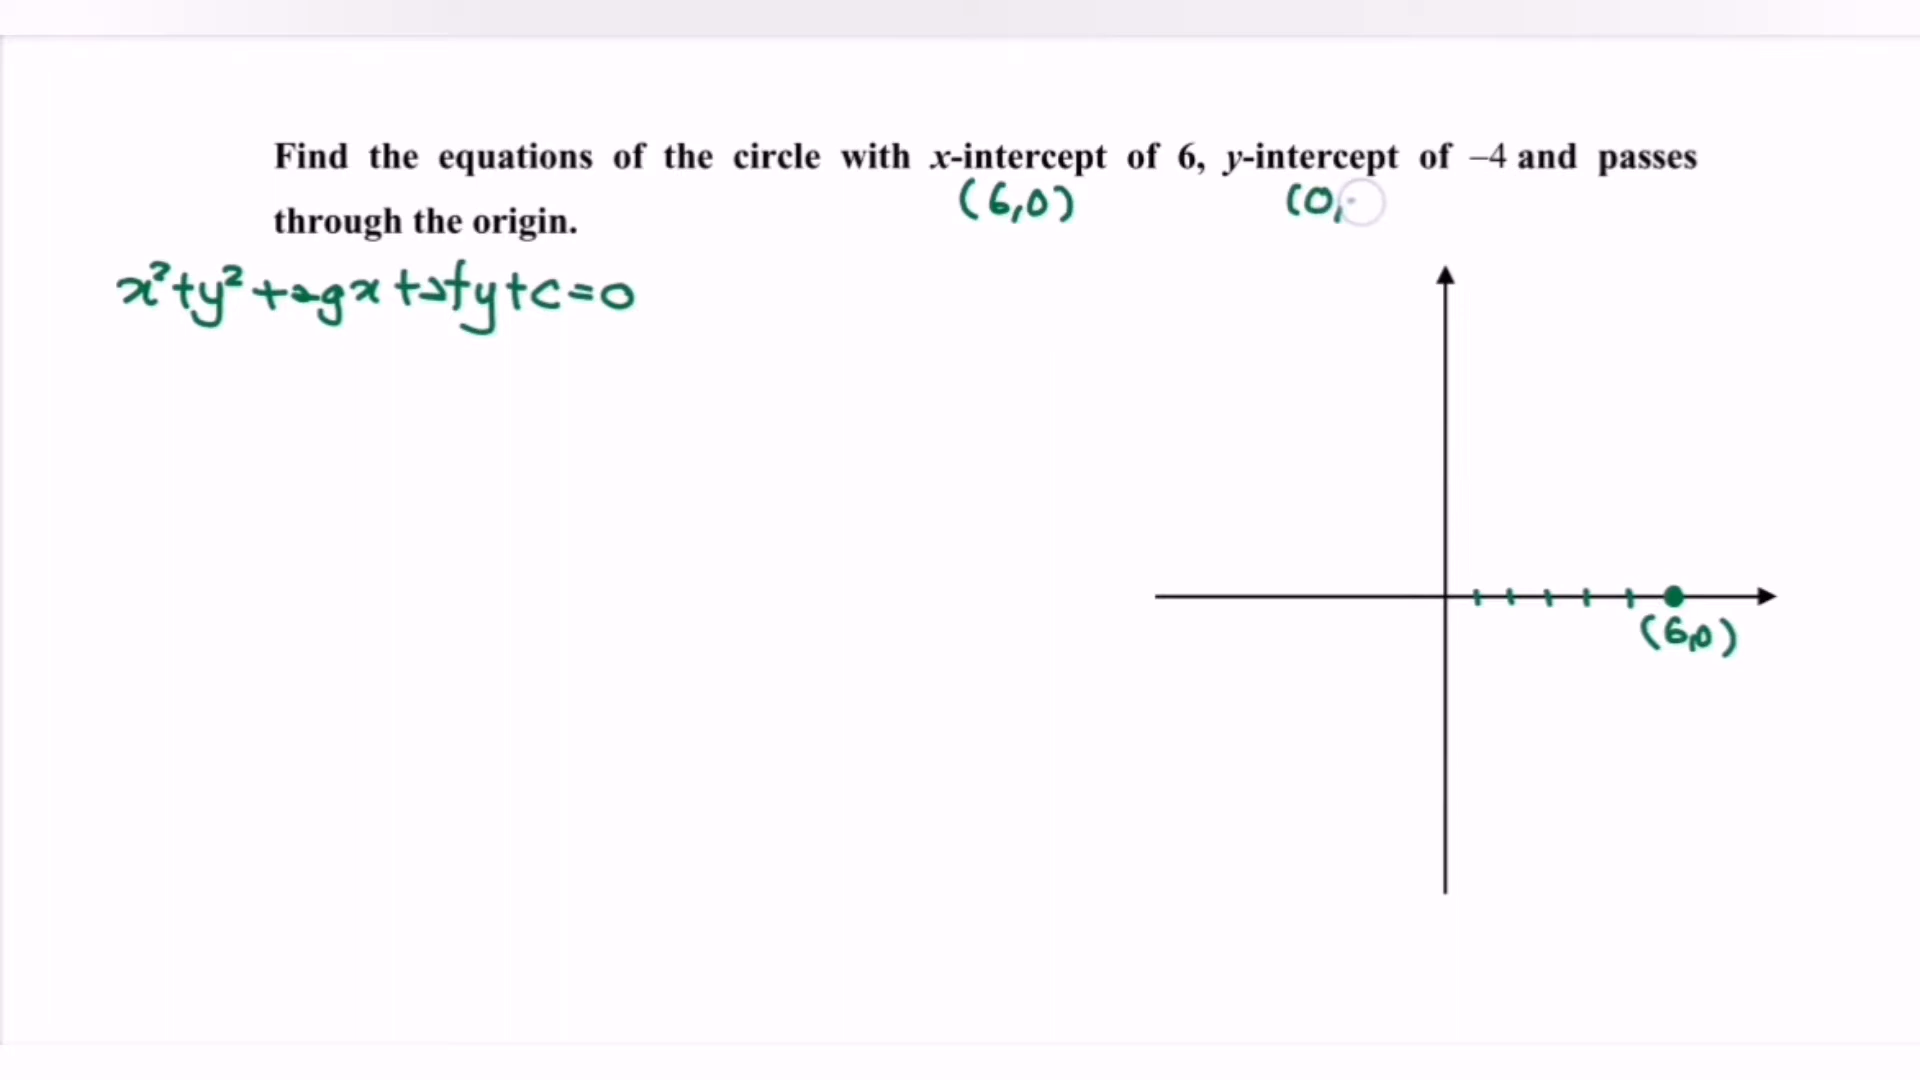 Find the equations of the circle with x-intercept of 6, y-intercept of –4 and passes
(6,0) (0,
through the origin.
x²+y²+2gx+2fy+c=0
(6,0)